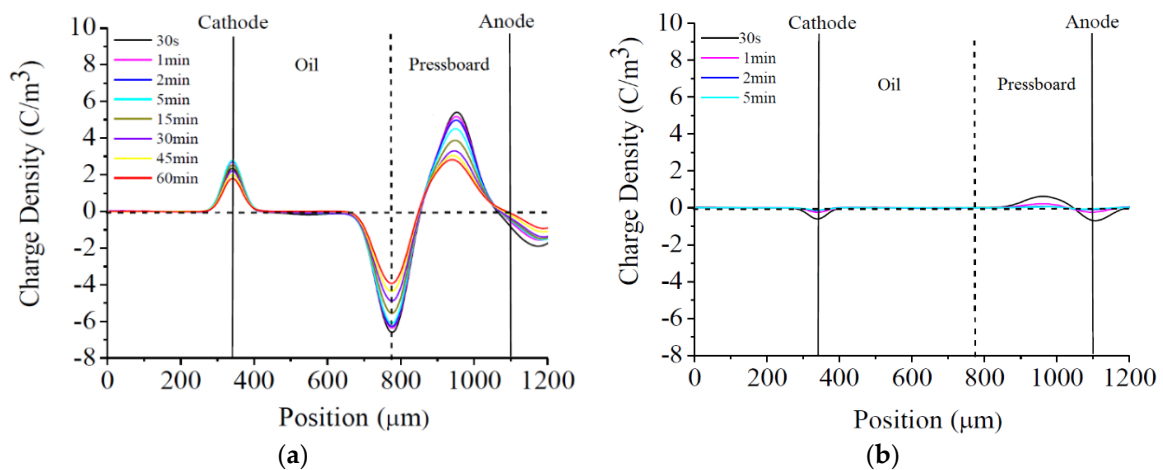 Cathode
Anode
30s
1min
2min
5min
15min
30min
45min
60min
Oil
Pressboard
Charge Density (C/m³)
10
8
6
4
2
0
-2
-4
-6
-8
0 200 400 600 800 1000 1200
Position (μm)
(a)
Cathode
Anode
30s
1min
2min
5min
Oil
Pressboard
Charge Density (C/m³)
10
8
6
4
2
0
-2
-4
-6
-8
0 200 400 600 800 1000 1200
Position (μm)
(b)